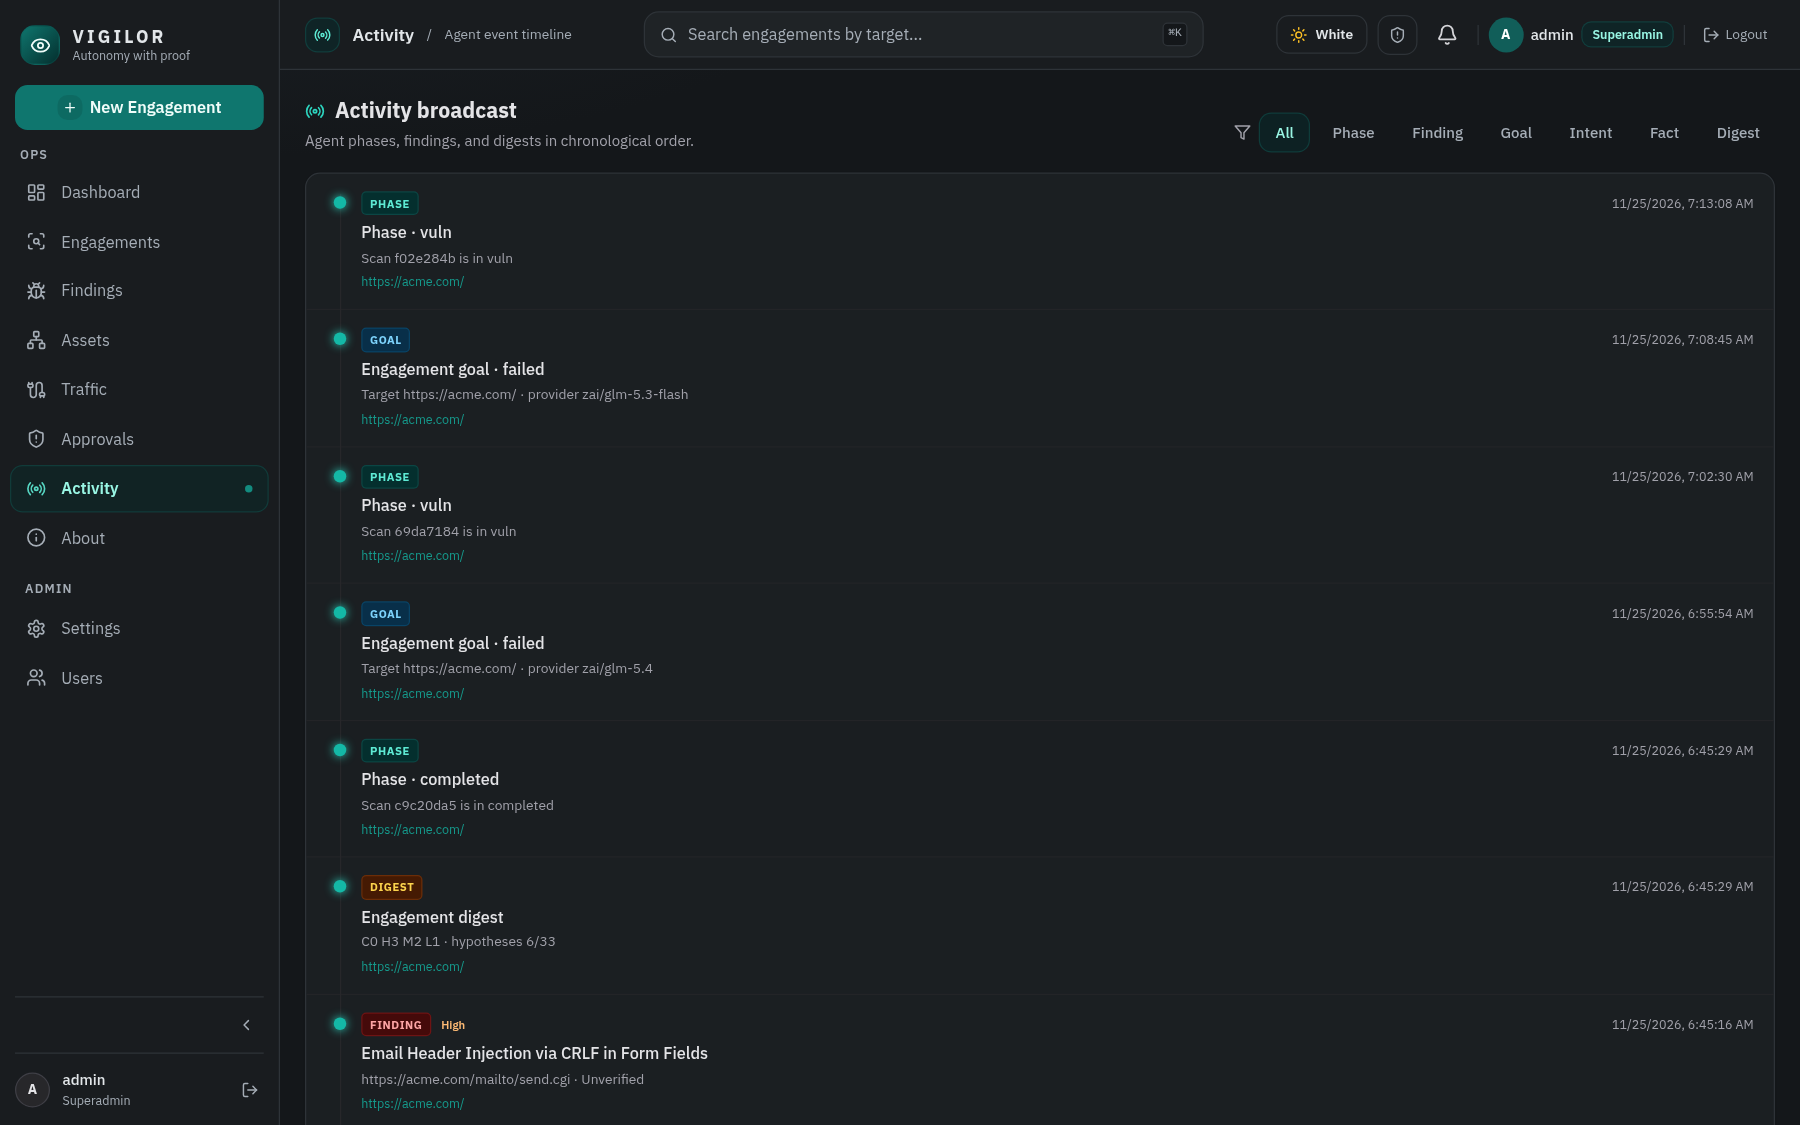 VIGILOR
Autonomy with proof
+ New Engagement
OPS
Dashboard
Engagements
Findings
Assets
Traffic
Approvals
Activity
About
ADMIN
Settings
Users
A admin
Superadmin
Activity / Agent event timeline
Search engagements by target...
⌘K
White
A admin Superadmin
Logout
Activity broadcast
Agent phases, findings, and digests in chronological order.
All Phase Finding Goal Intent Fact Digest
PHASE 11/25/2026, 7:13:08 AM
Phase · vuln
Scan f02e284b is in vuln
https://acme.com/
GOAL 11/25/2026, 7:08:45 AM
Engagement goal · failed
Target https://acme.com/ · provider zai/glm-5.3-flash
https://acme.com/
PHASE 11/25/2026, 7:02:30 AM
Phase · vuln
Scan 69da7184 is in vuln
https://acme.com/
GOAL 11/25/2026, 6:55:54 AM
Engagement goal · failed
Target https://acme.com/ · provider zai/glm-5.4
https://acme.com/
PHASE 11/25/2026, 6:45:29 AM
Phase · completed
Scan c9c20da5 is in completed
https://acme.com/
DIGEST 11/25/2026, 6:45:29 AM
Engagement digest
C0 H3 M2 L1 · hypotheses 6/33
https://acme.com/
FINDING High 11/25/2026, 6:45:16 AM
Email Header Injection via CRLF in Form Fields
https://acme.com/mailto/send.cgi · Unverified
https://acme.com/